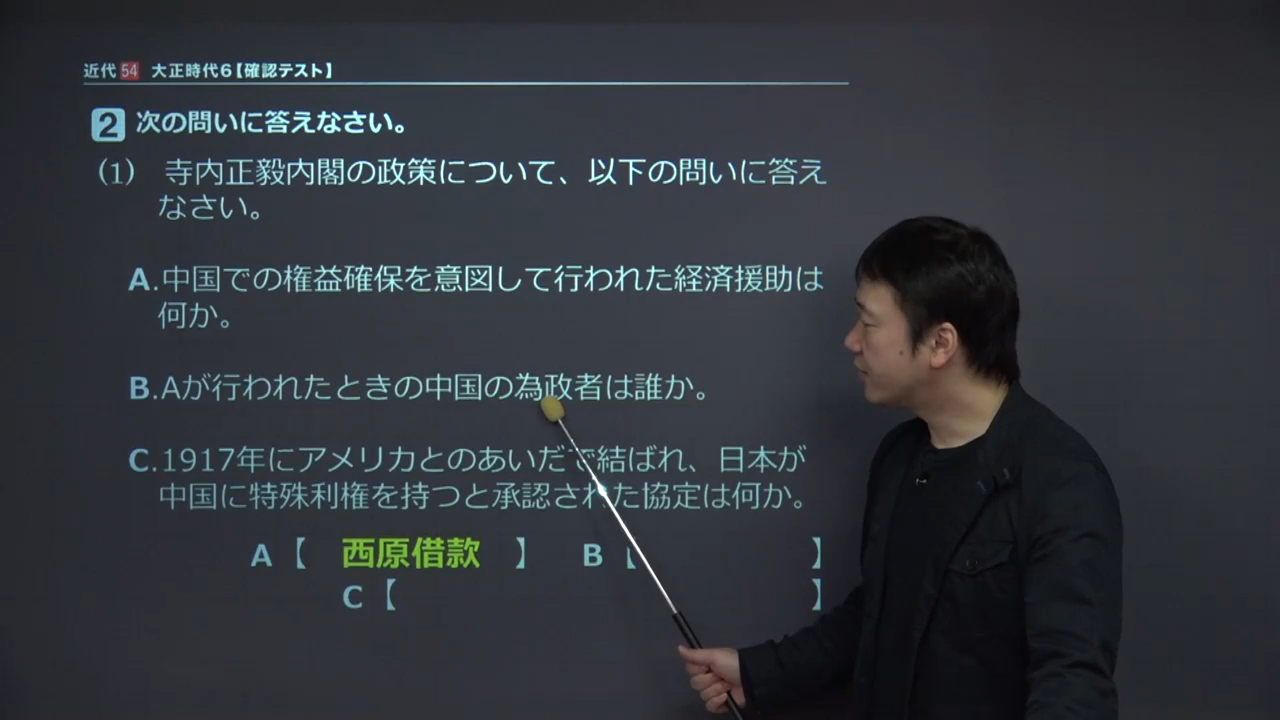 近代54 大正時代6【確認テスト】
2 次の問いに答えなさい。
(1) 寺内正毅内閣の政策について、以下の問いに答え
なさい。
A.中国での権益確保を意図して行われた経済援助は
何か。
B.Aが行われたときの中国の為政者は誰か。
C.1917年にアメリカとのあいだで結ばれ、日本が
中国に特殊利権を持つと承認された協定は何か。
A【 西原借款 】 B【 】
C【 】